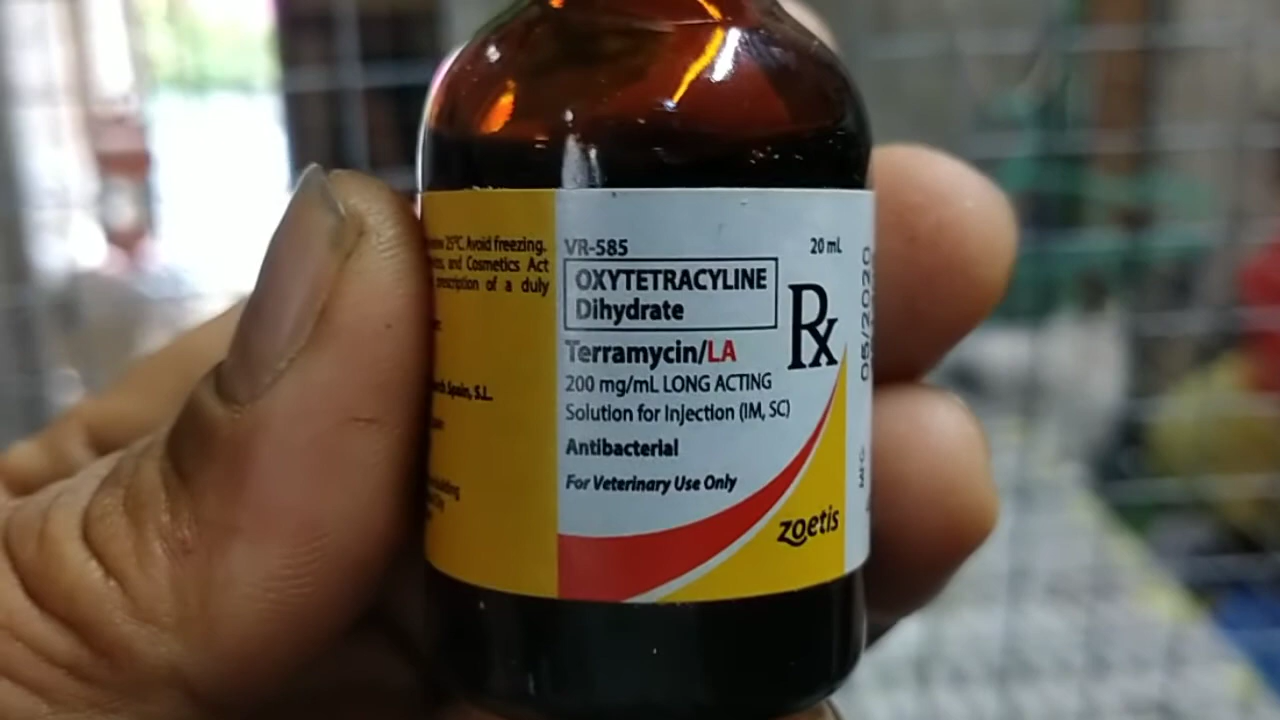 25°C. Avoid freezing.
and Cosmetics Act
prescription of a duly
Spain, S.L.
VR-585
20 mL
OXYTETRACYLINE
Dihydrate
Rx
Terramycin/LA
200 mg/mL LONG ACTING
Solution for Injection (IM, SC)
Antibacterial
For Veterinary Use Only
zoetis
MFG. 05/2020